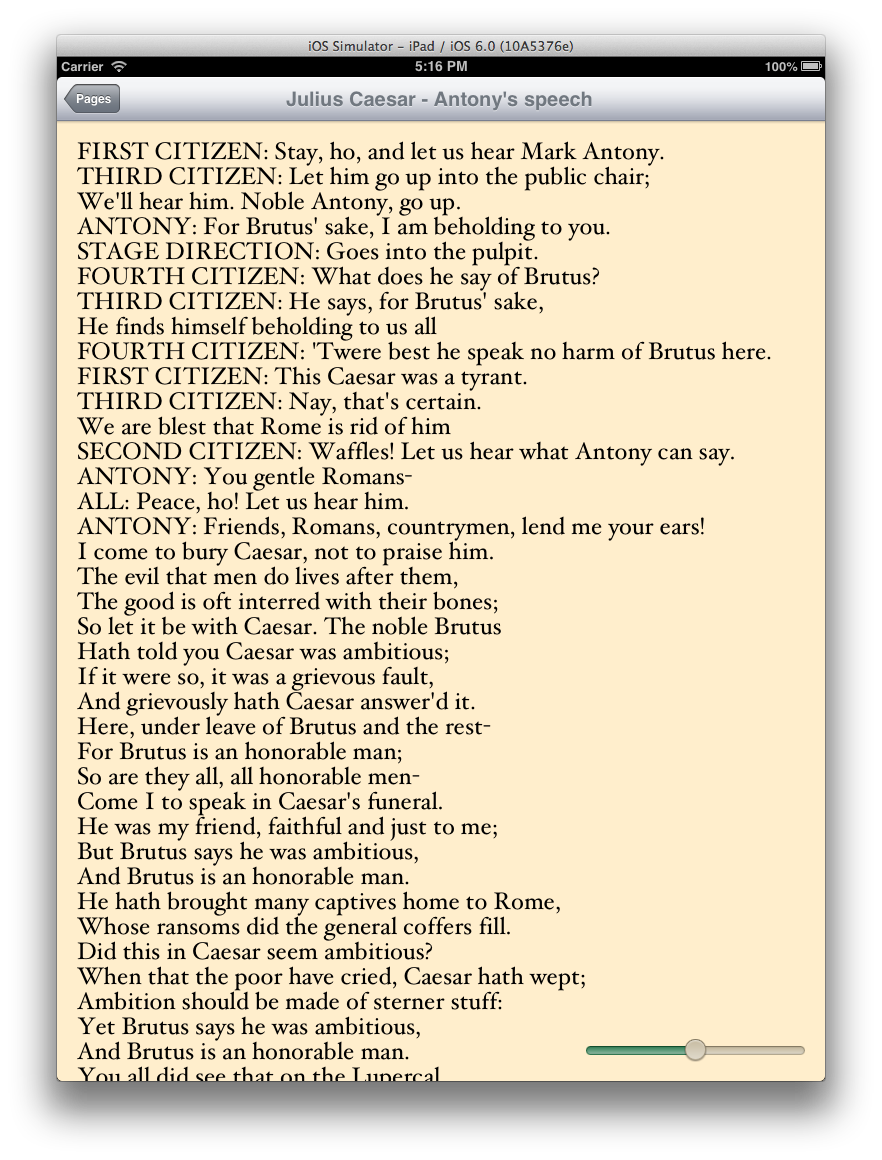 iOS Simulator – iPad / iOS 6.0 (10A5376e)
Carrier 5:16 PM 100%
Pages Julius Caesar - Antony's speech
FIRST CITIZEN: Stay, ho, and let us hear Mark Antony.
THIRD CITIZEN: Let him go up into the public chair;
We'll hear him. Noble Antony, go up.
ANTONY: For Brutus' sake, I am beholding to you.
STAGE DIRECTION: Goes into the pulpit.
FOURTH CITIZEN: What does he say of Brutus?
THIRD CITIZEN: He says, for Brutus' sake,
He finds himself beholding to us all
FOURTH CITIZEN: 'Twere best he speak no harm of Brutus here.
FIRST CITIZEN: This Caesar was a tyrant.
THIRD CITIZEN: Nay, that's certain.
We are blest that Rome is rid of him
SECOND CITIZEN: Waffles! Let us hear what Antony can say.
ANTONY: You gentle Romans-
ALL: Peace, ho! Let us hear him.
ANTONY: Friends, Romans, countrymen, lend me your ears!
I come to bury Caesar, not to praise him.
The evil that men do lives after them,
The good is oft interred with their bones;
So let it be with Caesar. The noble Brutus
Hath told you Caesar was ambitious;
If it were so, it was a grievous fault,
And grievously hath Caesar answer'd it.
Here, under leave of Brutus and the rest-
For Brutus is an honorable man;
So are they all, all honorable men-
Come I to speak in Caesar's funeral.
He was my friend, faithful and just to me;
But Brutus says he was ambitious,
And Brutus is an honorable man.
He hath brought many captives home to Rome,
Whose ransoms did the general coffers fill.
Did this in Caesar seem ambitious?
When that the poor have cried, Caesar hath wept;
Ambition should be made of sterner stuff:
Yet Brutus says he was ambitious,
And Brutus is an honorable man.
You all did see that on the Lupercal